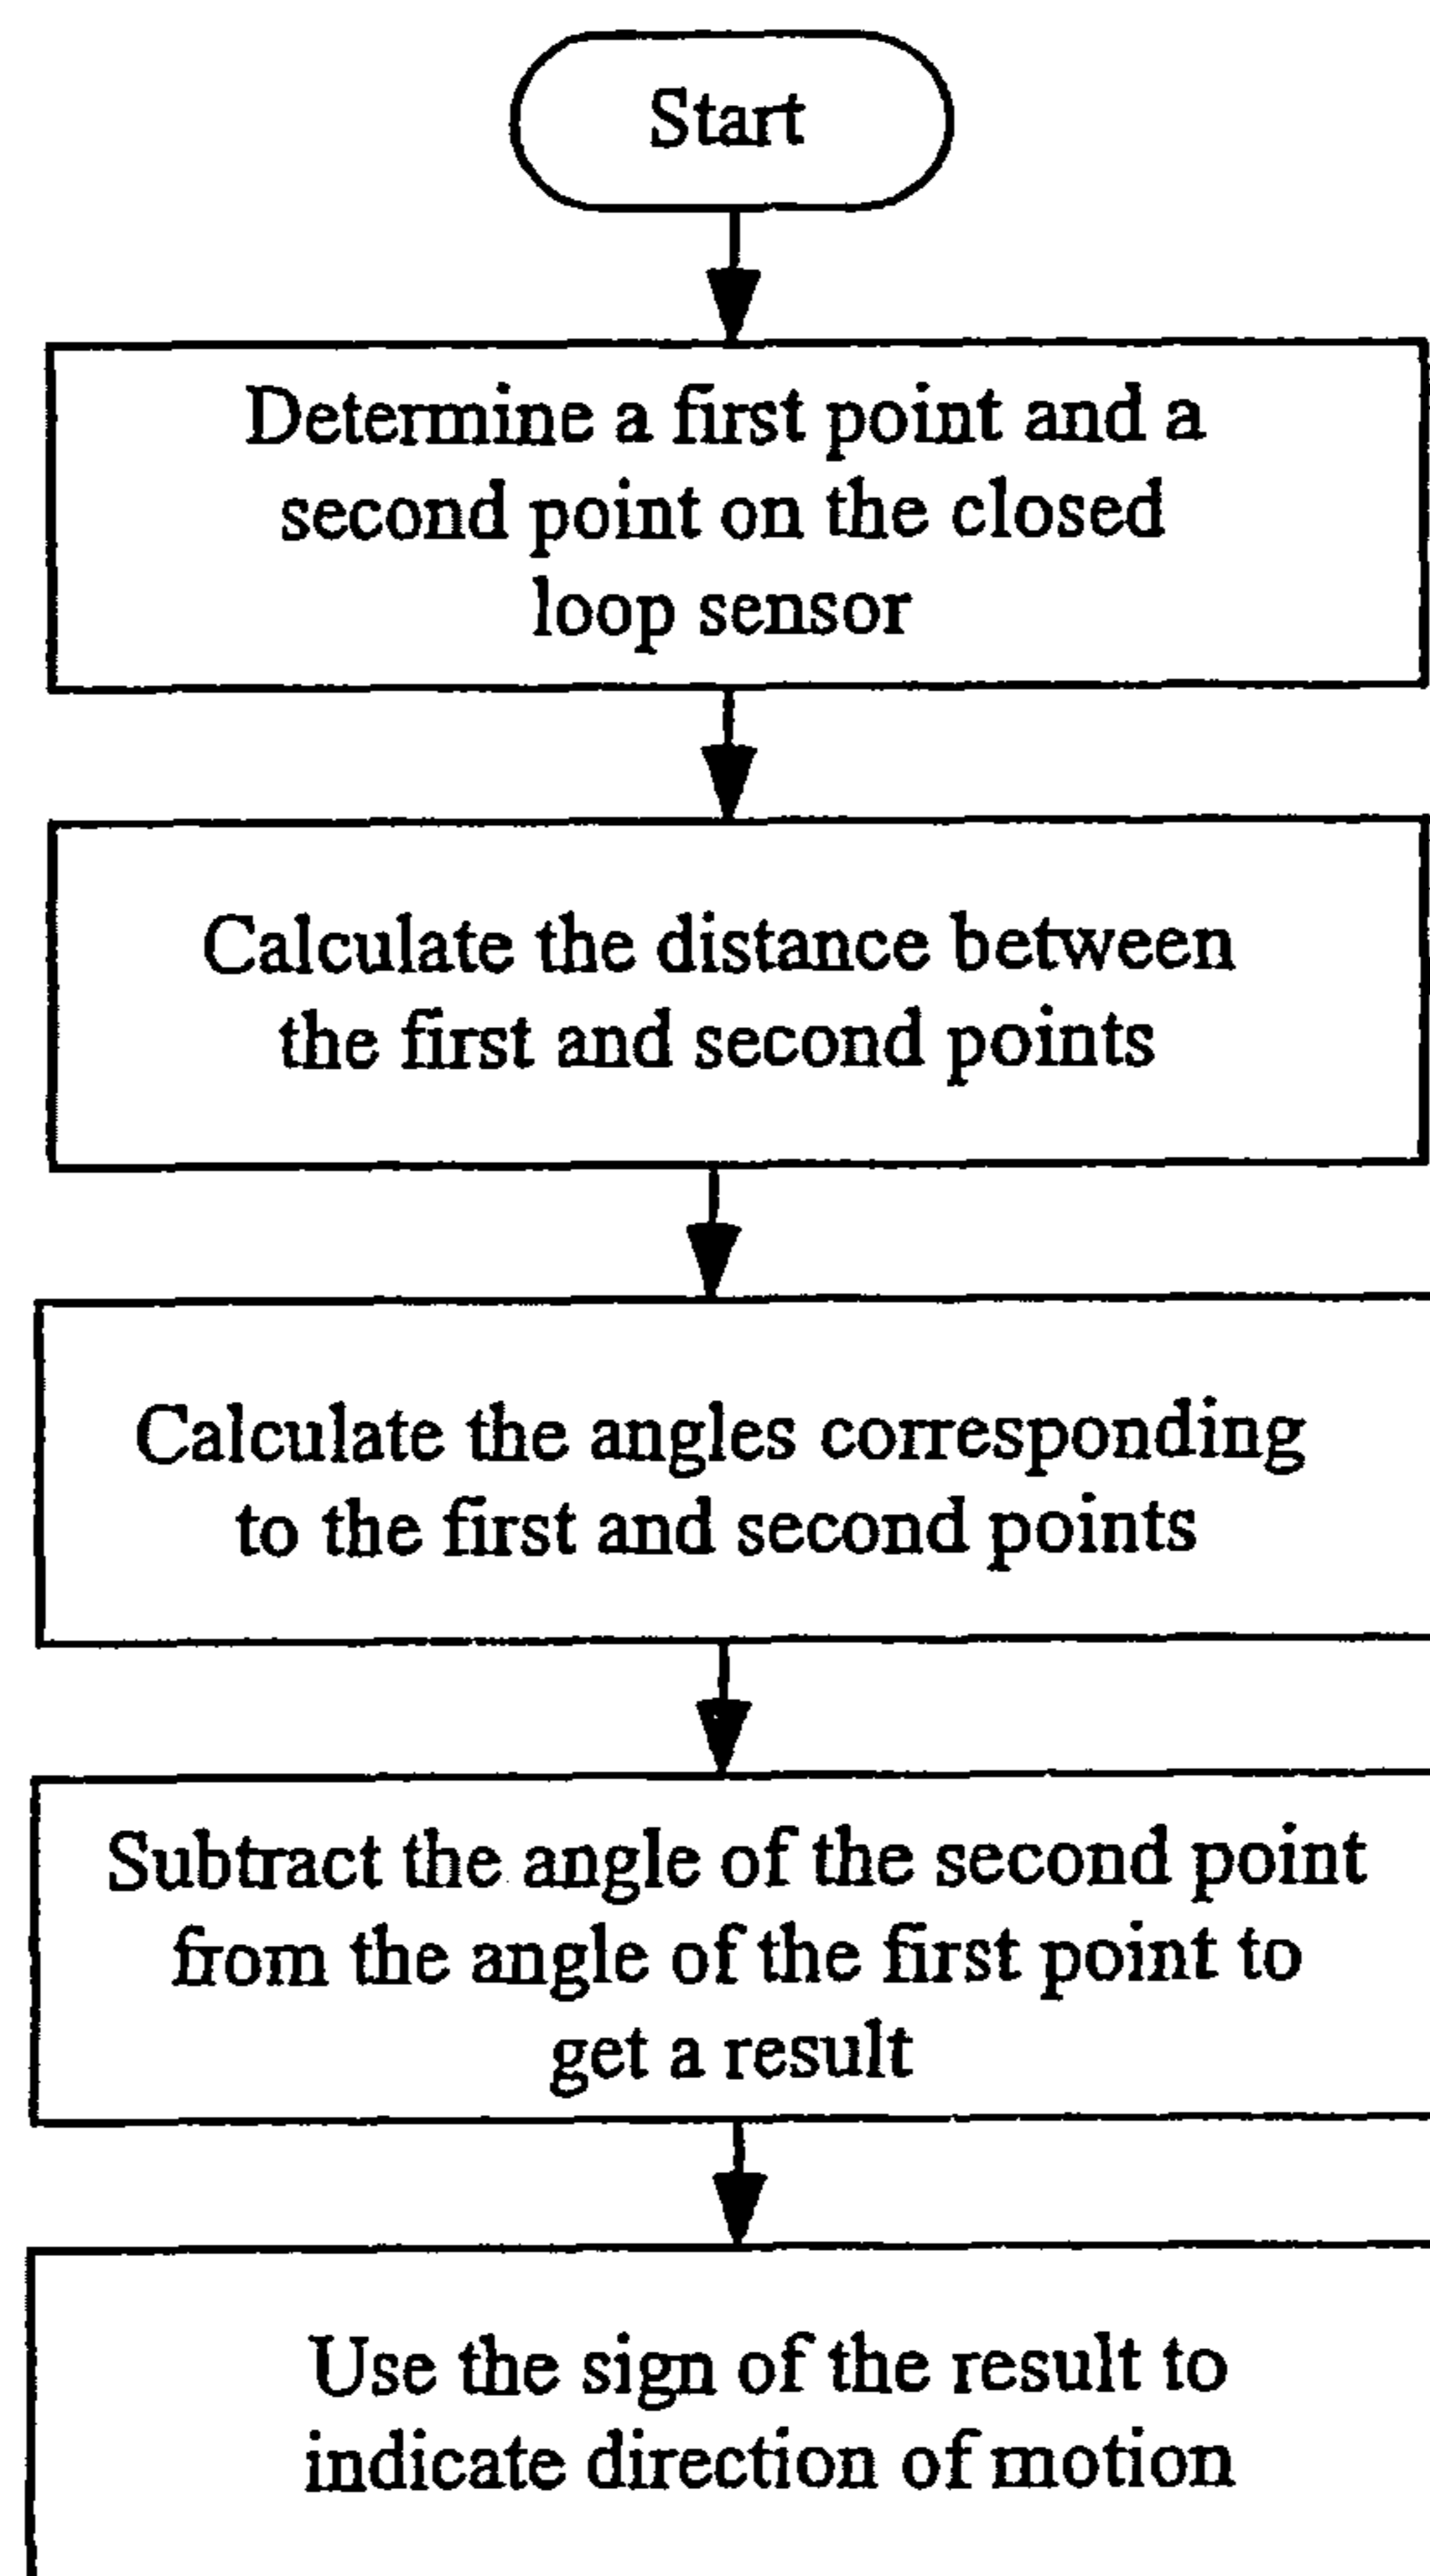 Start
Determine a first point and a
second point on the closed
loop sensor
Calculate the distance between
the first and second points
Calculate the angles corresponding
to the first and second points
Subtract the angle of the second point
from the angle of the first point to
get a result
Use the sign of the result to
indicate direction of motion